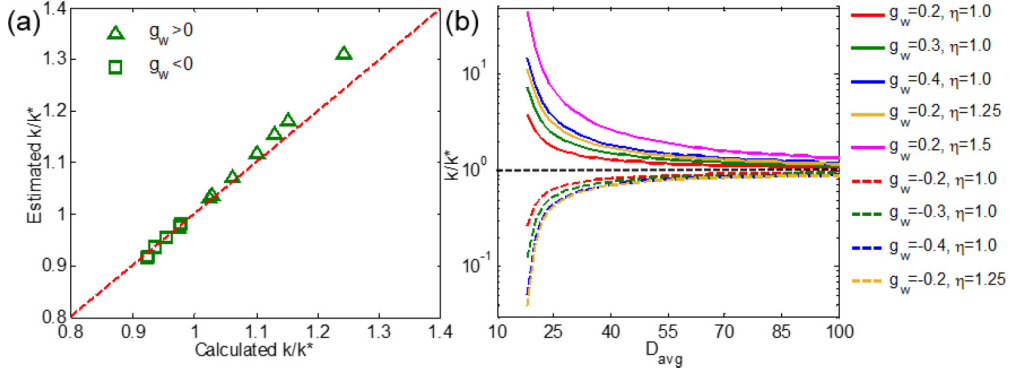 (a)
1.4
1.3
1.2
1.1
1
0.9
0.8
0.8 0.9 1 1.1 1.2 1.3 1.4
Estimated k/k*
Calculated k/k*
g_w>0
g_w<0
(b)
10^1
10^0
10^-1
k/k*
10 25 40 55 70 85 100
D_avg
g_w=0.2, η=1.0
g_w=0.3, η=1.0
g_w=0.4, η=1.0
g_w=0.2, η=1.25
g_w=0.2, η=1.5
g_w=-0.2, η=1.0
g_w=-0.3, η=1.0
g_w=-0.4, η=1.0
g_w=-0.2, η=1.25